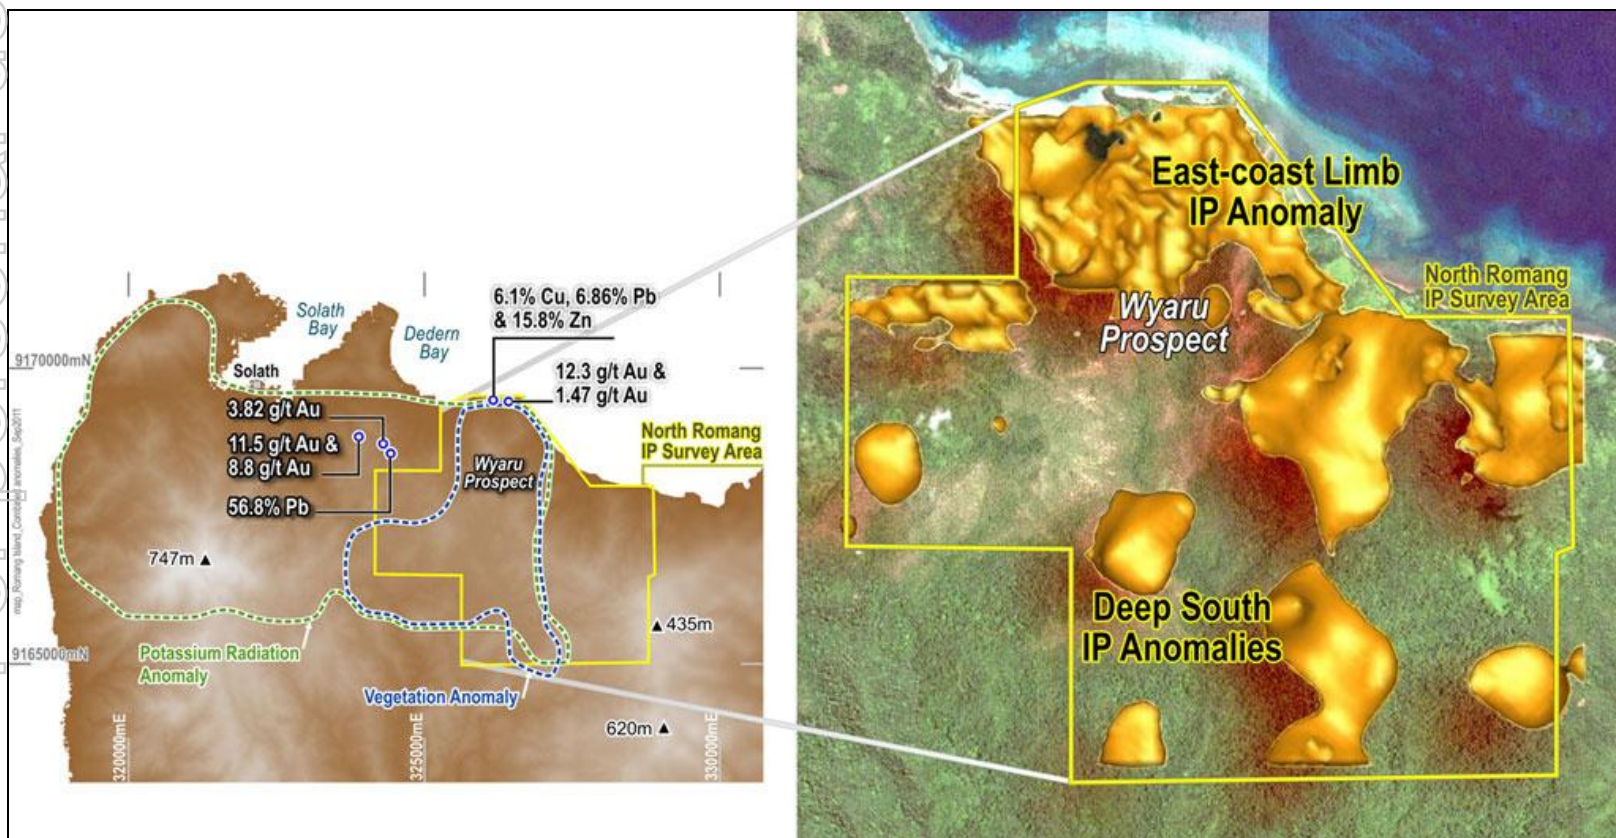 Solath
Bay
Dedern
Bay
Solath
6.1% Cu, 6.86% Pb
& 15.8% Zn
12.3 g/t Au &
1.47 g/t Au
3.82 g/t Au
11.5 g/t Au &
8.8 g/t Au
56.8% Pb
Wyaru
Prospect
North Romang
IP Survey Area
9170000mN
9165000mN
747m
435m
620m
Potassium Radiation
Anomaly
Vegetation Anomaly
320000mE
325000mE
330000mE
map_Romang Island_Combined anomalies_Sep2011
East-coast Limb
IP Anomaly
North Romang
IP Survey Area
Wyaru
Prospect
Deep South
IP Anomalies